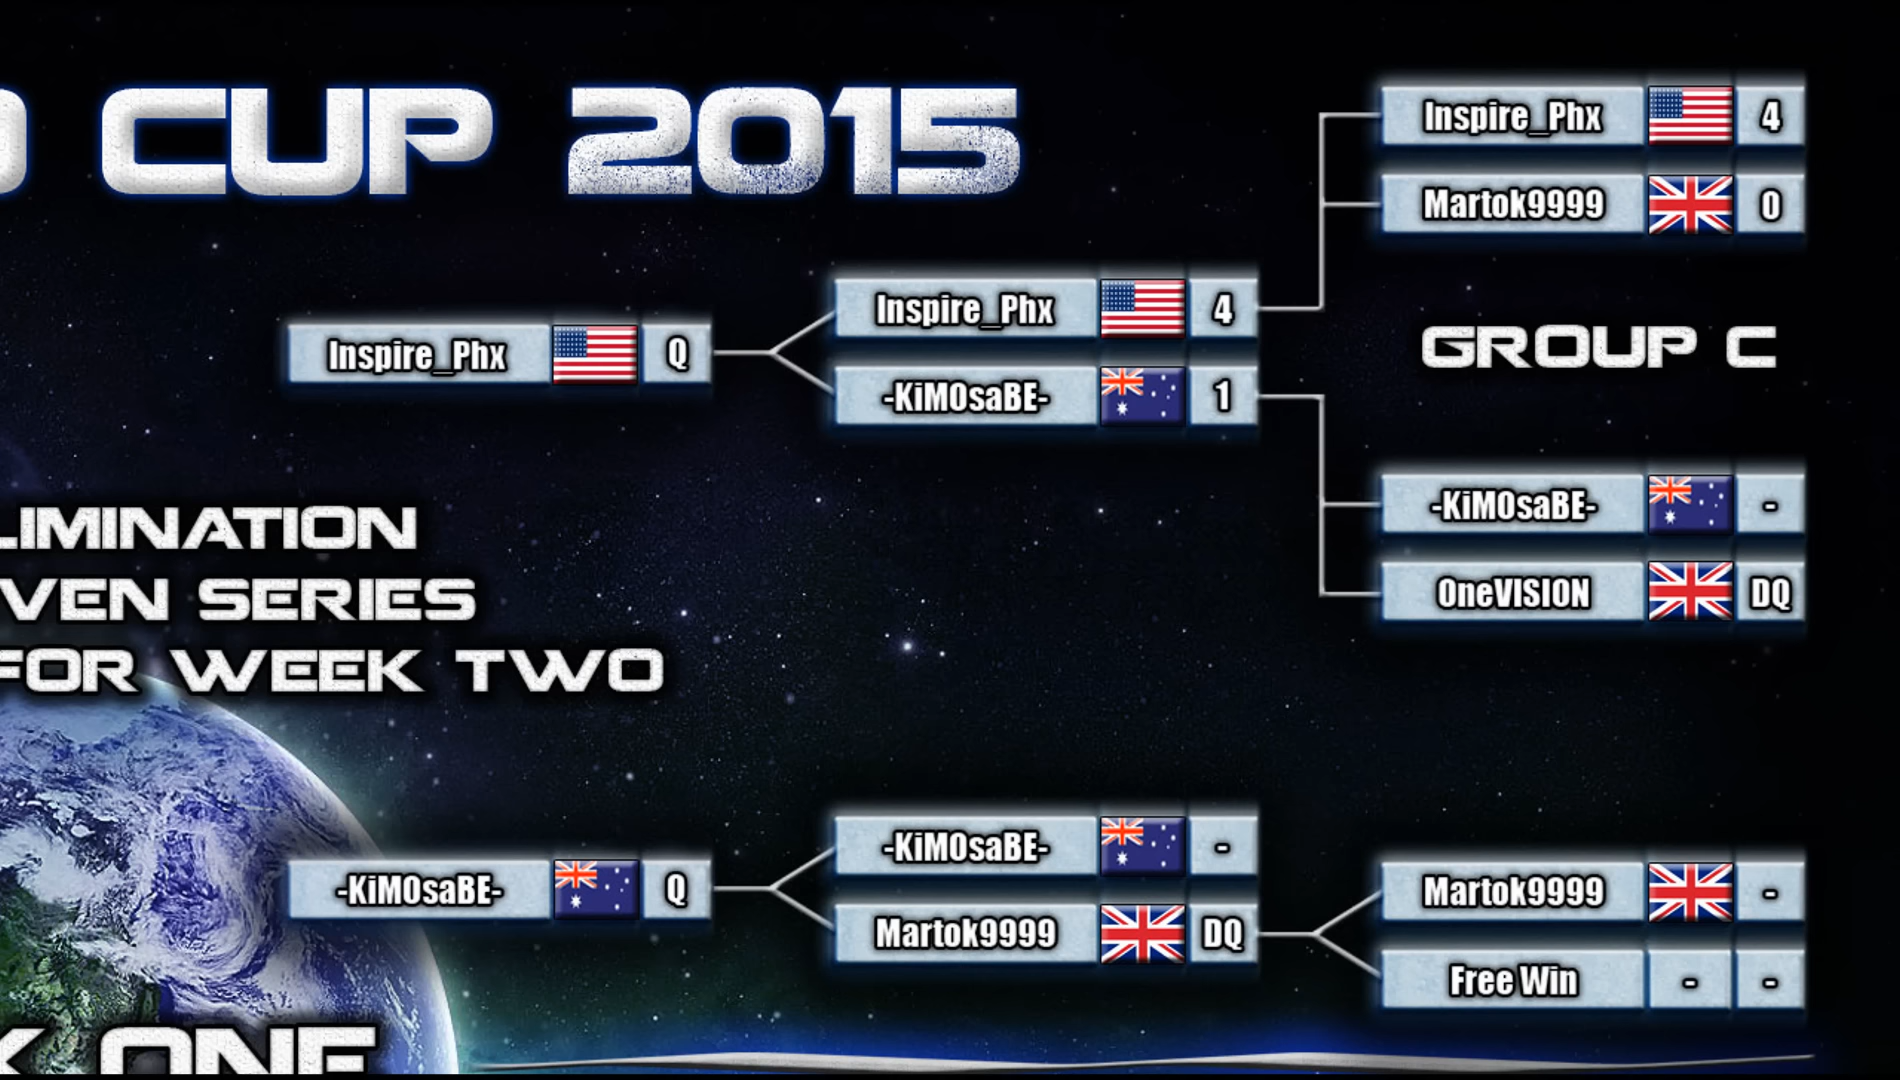 CUP 2015
Inspire_Phx 4
Martok9999 0
Inspire_Phx 4
-KiMOsaBE- 1
Inspire_Phx Q
GROUP C
-KiMOsaBE- -
OneVISION DQ
LIMINATION
VEN SERIES
FOR WEEK TWO
-KiMOsaBE- -
Martok9999 DQ
-KiMOsaBE- Q
Martok9999 -
Free Win - -
ONE